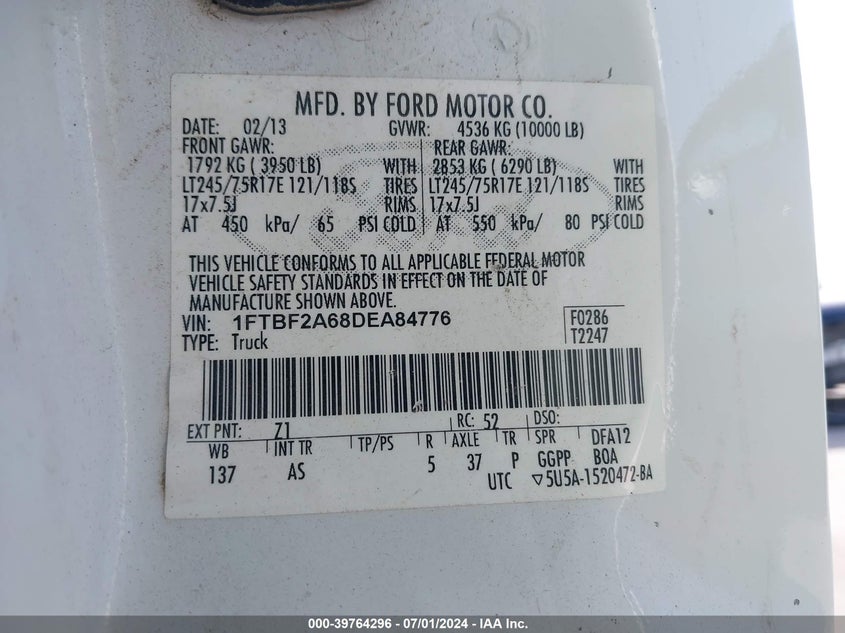 MFD. BY FORD MOTOR CO.
DATE: 02/13 GVWR: 4536 KG (10000 LB)
FRONT GAWR: REAR GAWR:
1792 KG ( 3950 LB) WITH 2853 KG ( 6290 LB) WITH
LT245/75R17E 121/118S TIRES LT245/75R17E 121/118S TIRES
17x7.5J RIMS 17x7.5J RIMS
AT 450 kPa/ 65 PSI COLD AT 550 kPa/ 80 PSI COLD
THIS VEHICLE CONFORMS TO ALL APPLICABLE FEDERAL MOTOR
VEHICLE SAFETY STANDARDS IN EFFECT ON THE DATE OF
MANUFACTURE SHOWN ABOVE.
VIN: 1FTBF2A68DEA84776 F0286
TYPE: Truck T2247
EXT PNT: Z1 RC: 52 DSO:
WB INT TR TP/PS R AXLE TR SPR DFA12
137 AS 5 37 P GGPP BOA
UTC ▽5U5A-1520472-BA
000-39764296 - 07/01/2024 - IAA Inc.